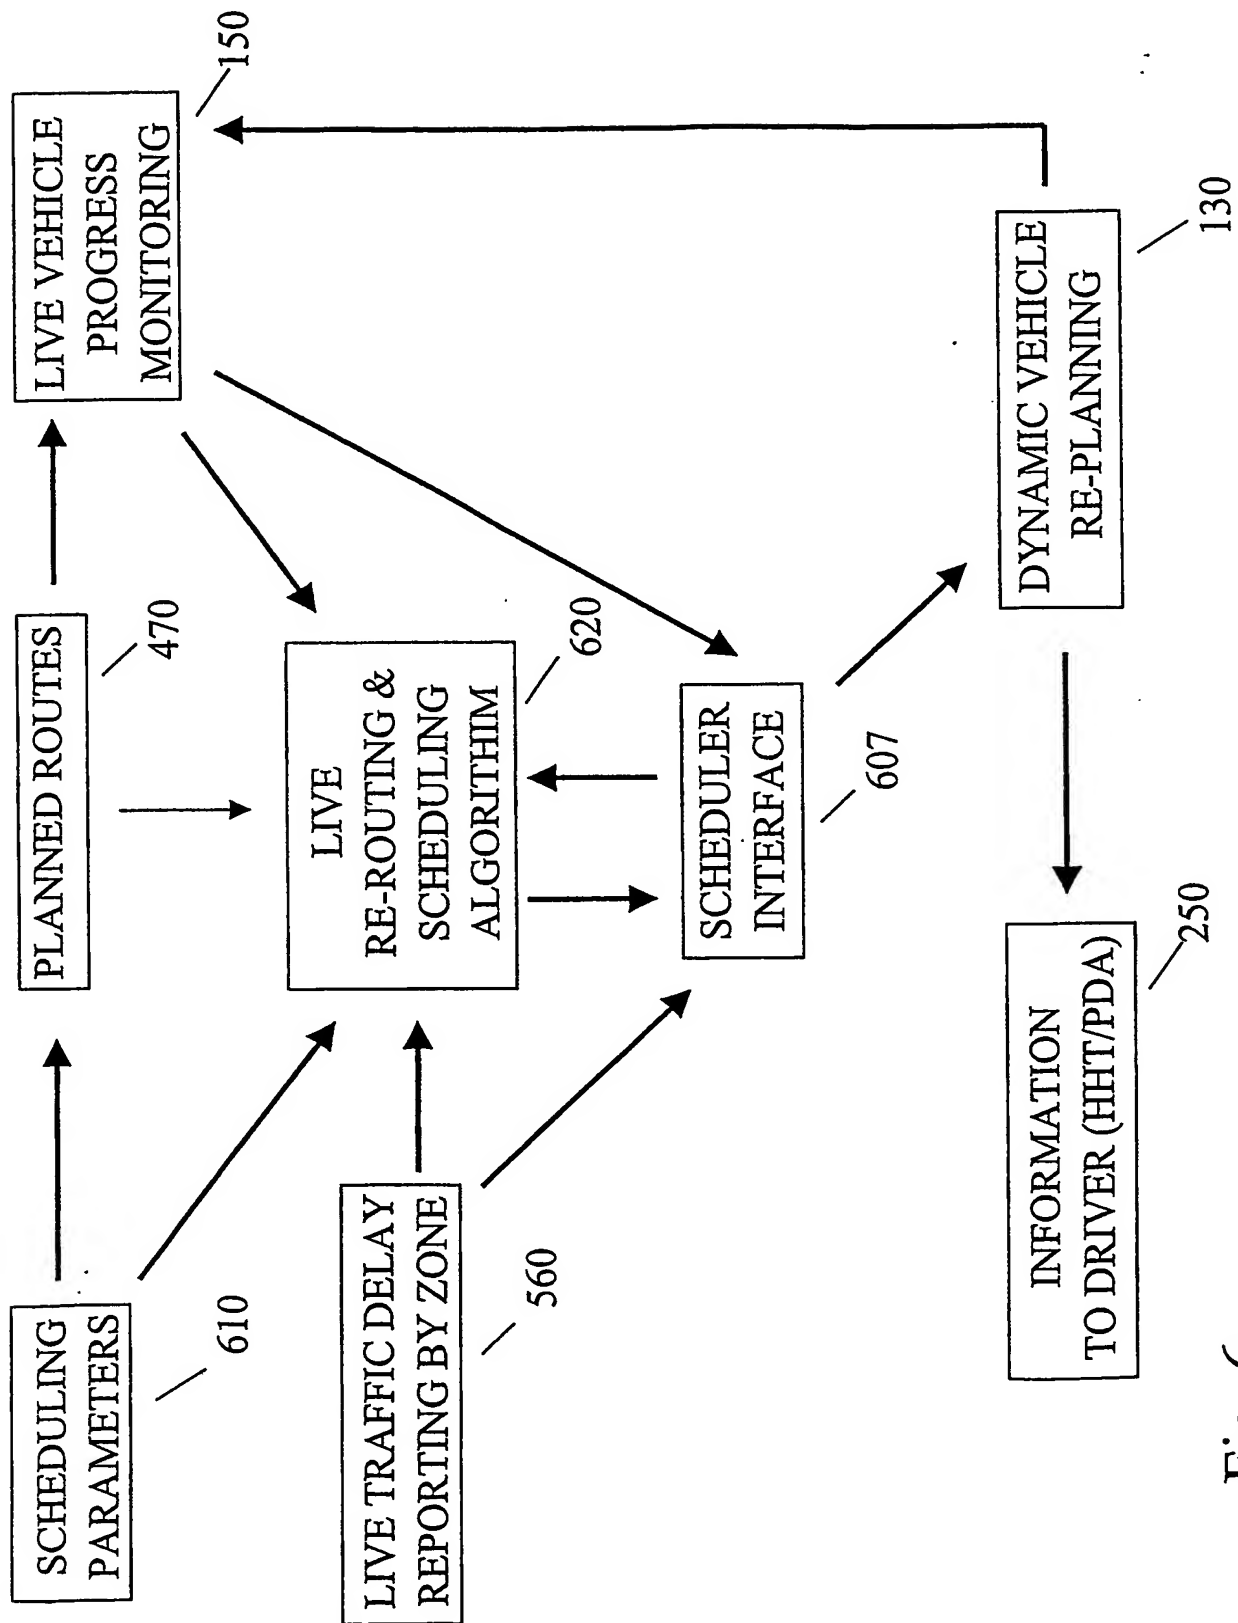 SCHEDULING
PARAMETERS
610
PLANNED ROUTES
470
LIVE VEHICLE
PROGRESS
MONITORING
150
LIVE TRAFFIC DELAY
REPORTING BY ZONE
560
LIVE
RE-ROUTING &
SCHEDULING
ALGORITHIM
620
SCHEDULER
INTERFACE
607
INFORMATION
TO DRIVER (HHT/PDA)
250
DYNAMIC VEHICLE
RE-PLANNING
130